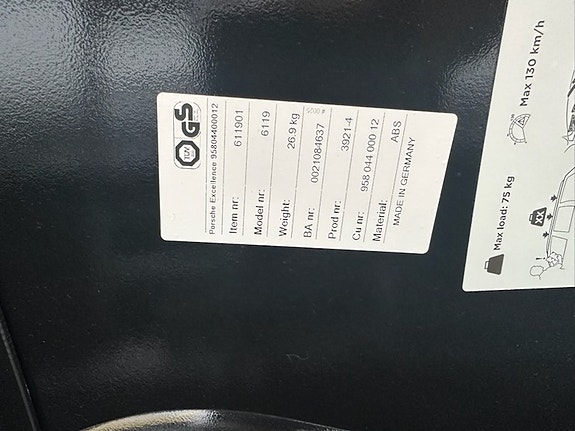 TÜV GS
Porsche Excellence 95804400012
Item nr: 611901
Model nr: 6119
Weight: 26.9 kg
BA nr: 0021084637
Prod nr: 3921-4
Cu nr: 958 044 000 12
Material: ABS
MADE IN GERMANY
Max load: 75 kg
XX
Max 130 km/h